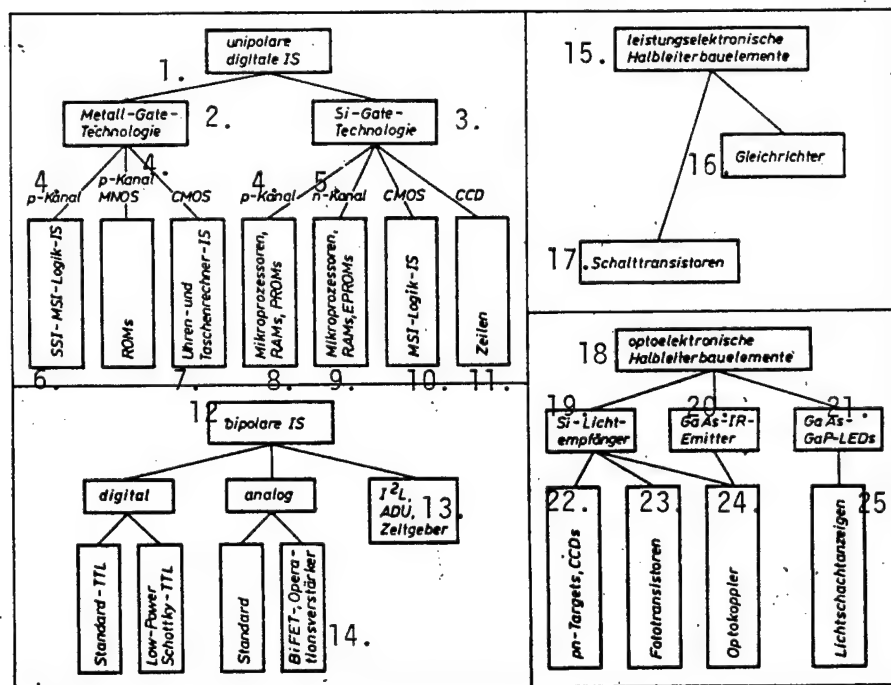 unipolare
digitale IS
1.
Metall-Gate-
Technologie
2.
Si-Gate-
Technologie
3.
4.
p-Kanal
4.
p-Kanal
MNOS
CMOS
4.
p-Kanal
5.
n-Kanal
CMOS
CCD
SSI-MSI-Logik-IS
ROMs
Uhren- und
Taschenrechner-IS
Mikroprozessoren,
RAMs, PROMs
Mikroprozessoren,
RAMs, EPROMs
MSI-Logik-IS
Zeilen
6.
7.
8.
9.
10.
11.
12
bipolare IS
digital
analog
I²L,
ADU,
Zeitgeber
13.
Standard-TTL
Low-Power
Schottky-TTL
Standard
BiFET-, Opera-
tionsverstärker
14.
15.
leistungselektronische
Halbleiterbauelemente
16.
Gleichrichter
17.
Schalttransistoren
18
optoelektronische
Halbleiterbauelemente
19.
Si-Licht-
empfänger
20.
GaAs-IR-
Emitter
21.
GaAs-
GaP-LEDs
22.
pn-Targets, CCDs
23.
Fototransistoren
24.
Optokoppler
25
Lichtschachtanzeigen